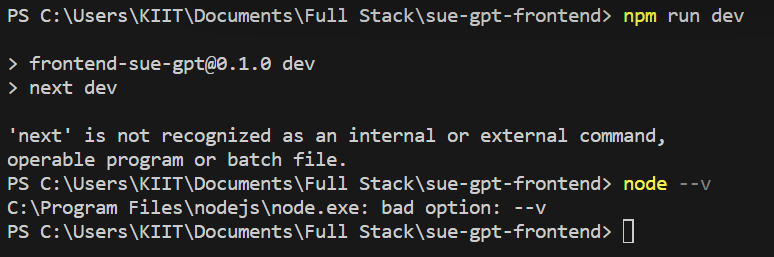 PS C:\Users\KIIT\Documents\Full Stack\sue-gpt-frontend> npm run dev
> frontend-sue-gpt@0.1.0 dev
> next dev
'next' is not recognized as an internal or external command,
operable program or batch file.
PS C:\Users\KIIT\Documents\Full Stack\sue-gpt-frontend> node --v
C:\Program Files\nodejs\node.exe: bad option: --v
PS C:\Users\KIIT\Documents\Full Stack\sue-gpt-frontend>